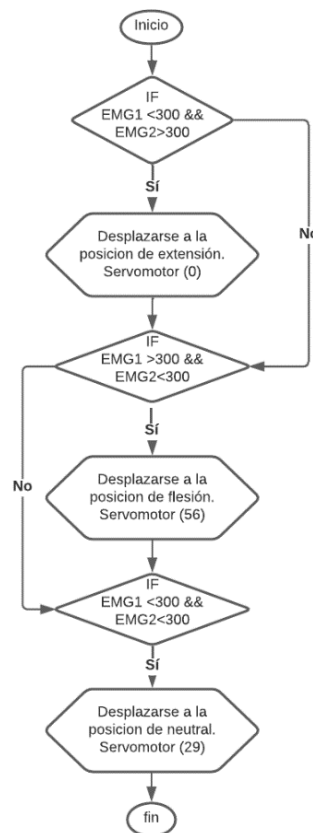 Inicio
IF
EMG1 <300 &&
EMG2>300
Sí
No
Desplazarse a la
posicion de extensión.
Servomotor (0)
IF
EMG1 >300 &&
EMG2<300
Sí
No
Desplazarse a la
posicion de flesión.
Servomotor (56)
IF
EMG1 <300 &&
EMG2<300
Sí
Desplazarse a la
posicion de neutral.
Servomotor (29)
fin